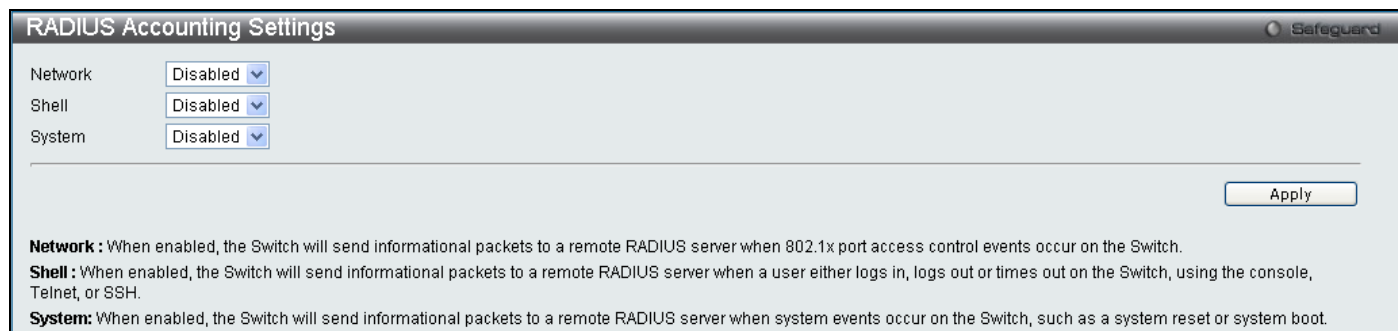 RADIUS Accounting Settings
Safeguard
Network Disabled
Shell Disabled
System Disabled
Apply
Network : When enabled, the Switch will send informational packets to a remote RADIUS server when 802.1x port access control events occur on the Switch.
Shell : When enabled, the Switch will send informational packets to a remote RADIUS server when a user either logs in, logs out or times out on the Switch, using the console,
Telnet, or SSH.
System: When enabled, the Switch will send informational packets to a remote RADIUS server when system events occur on the Switch, such as a system reset or system boot.